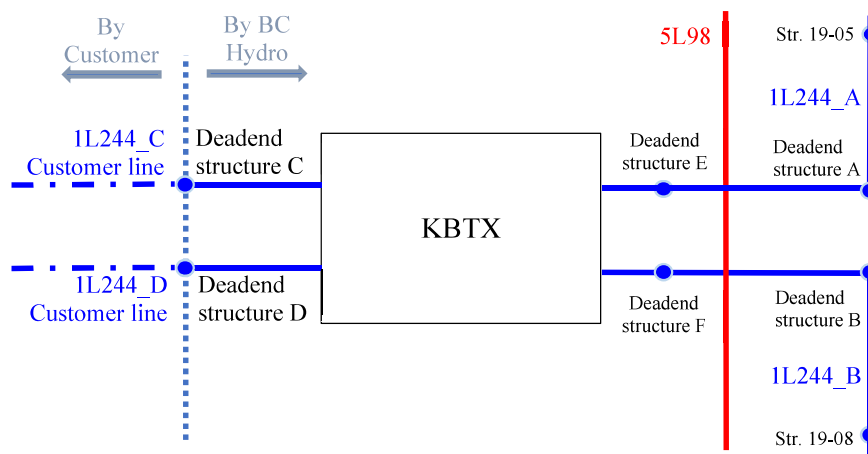 By
Customer
By BC
Hydro
5L98
Str. 19-05
1L244_A
1L244_C
Customer line
Deadend
structure C
Deadend
structure E
Deadend
structure A
KBTX
1L244_D
Customer line
Deadend
structure D
Deadend
structure F
Deadend
structure B
1L244_B
Str. 19-08